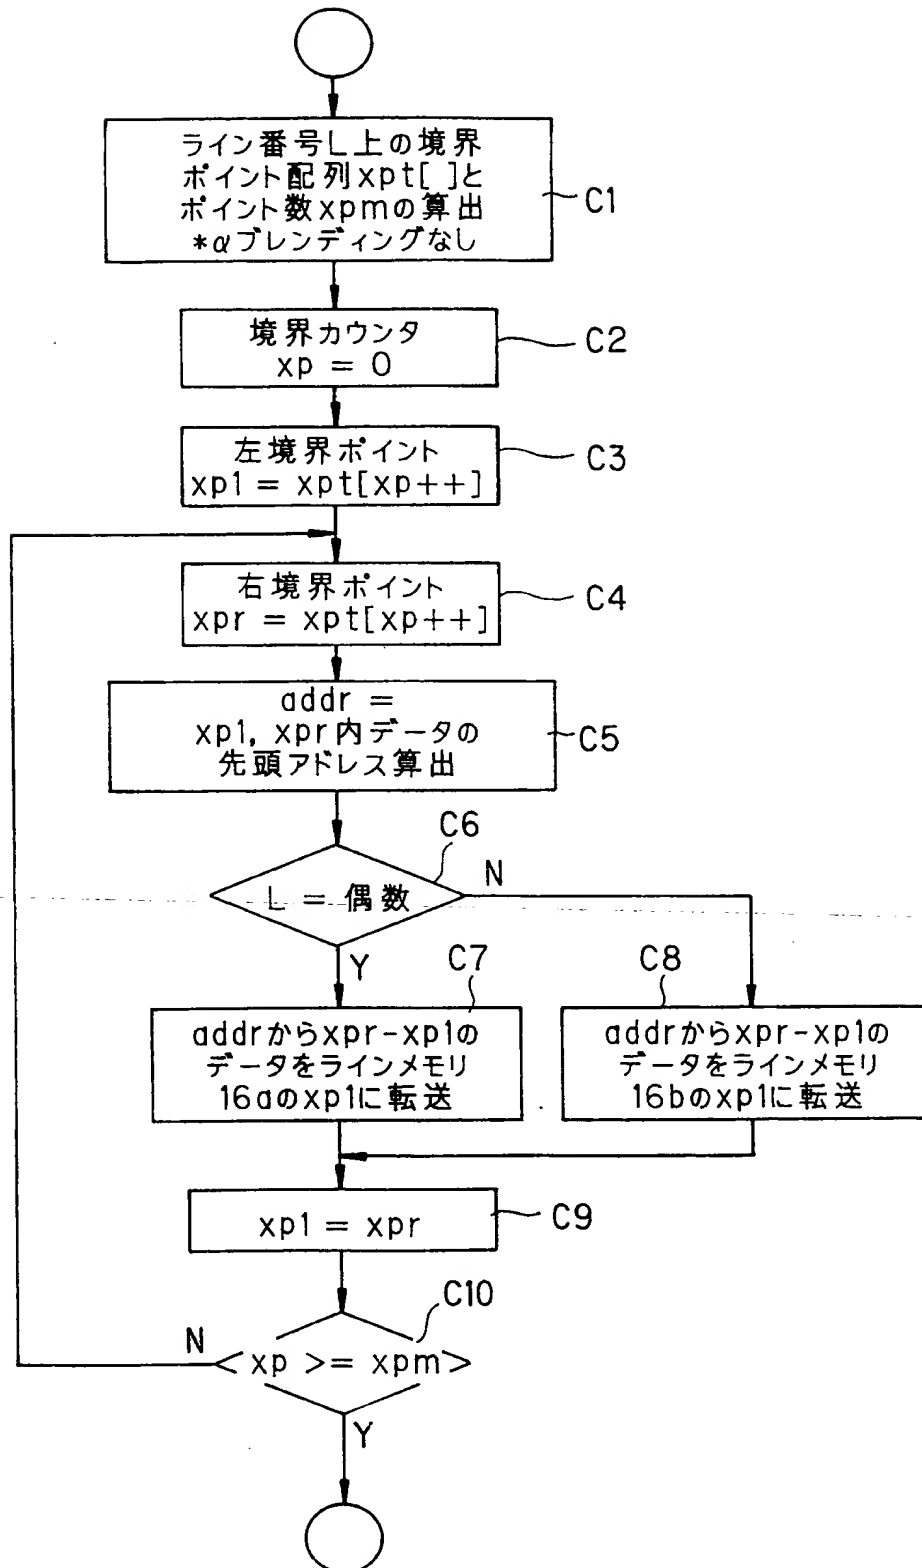 ライン番号L上の境界
ポイント配列xpt[ ]と
ポイント数xpmの算出
*αブレンディングなし
C1
境界カウンタ
xp = 0
C2
左境界ポイント
xp1 = xpt[xp++]
C3
右境界ポイント
xpr = xpt[xp++]
C4
addr =
xp1, xpr内データの
先頭アドレス算出
C5
C6
L = 偶数
N
Y
C7
addrからxpr-xp1の
データをラインメモリ
16aのxp1に転送
C8
addrからxpr-xp1の
データをラインメモリ
16bのxp1に転送
xp1 = xpr
C9
C10
N
xp >= xpm
Y